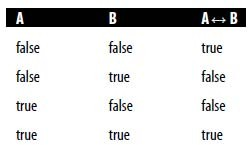 A B A ↔ B
false false true
false true false
true false false
true true true